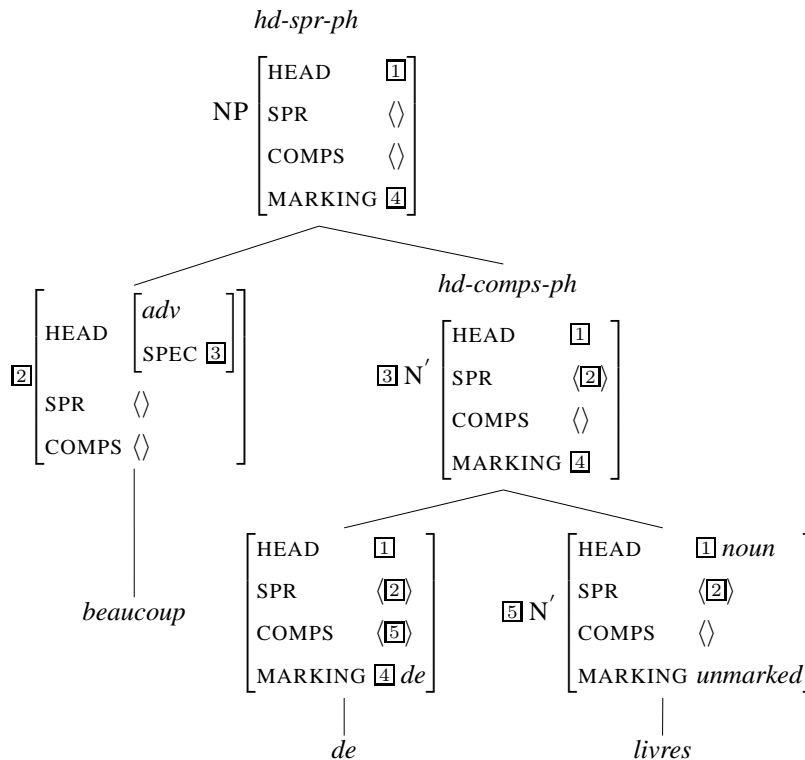 hd-spr-ph
HEAD 1
NP SPR ⟨⟩
COMPS ⟨⟩
MARKING 4
hd-comps-ph
adv
HEAD
SPEC 3
2
SPR ⟨⟩
COMPS ⟨⟩
HEAD 1
3 N′ SPR ⟨2⟩
COMPS ⟨⟩
MARKING 4
beaucoup
HEAD 1
SPR ⟨2⟩
COMPS ⟨5⟩
MARKING 4 de
HEAD 1 noun
5 N′ SPR ⟨2⟩
COMPS ⟨⟩
MARKING unmarked
de
livres